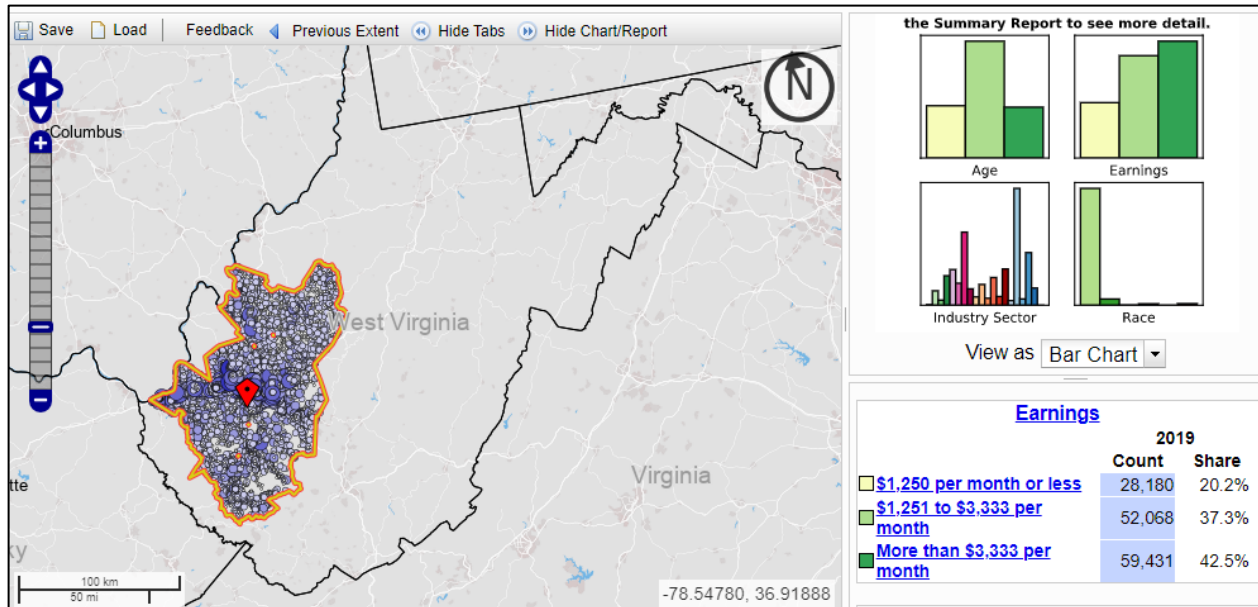 Save Load Feedback Previous Extent Hide Tabs Hide Chart/Report
N
Columbus
West Virginia
Virginia
tte
ky
100 km
50 mi
-78.54780, 36.91888
the Summary Report to see more detail.
Age Earnings
Industry Sector Race
View as Bar Chart
Earnings
2019
Count Share
$1,250 per month or less 28,180 20.2%
$1,251 to $3,333 per
month 52,068 37.3%
More than $3,333 per
month 59,431 42.5%